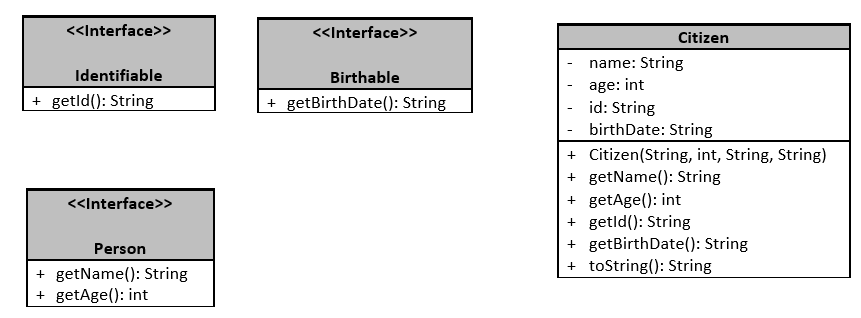 <<Interface>>
Identifiable
+ getId(): String
<<Interface>>
Birthable
+ getBirthDate(): String
<<Interface>>
Person
+ getName(): String
+ getAge(): int
Citizen
- name: String
- age: int
- id: String
- birthDate: String
+ Citizen(String, int, String, String)
+ getName(): String
+ getAge(): int
+ getId(): String
+ getBirthDate(): String
+ toString(): String